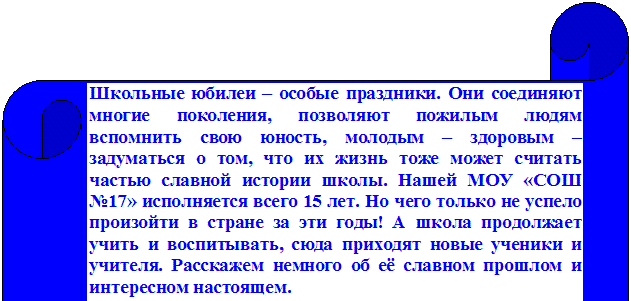 Школьные юбилеи – особые праздники. Они соединяют
многие поколения, позволяют пожилым людям
вспомнить свою юность, молодым – здоровым –
задуматься о том, что их жизнь тоже может считать
частью славной истории школы. Нашей МОУ «СОШ
№17» исполняется всего 15 лет. Но чего только не успело
произойти в стране за эти годы! А школа продолжает
учить и воспитывать, сюда приходят новые ученики и
учителя. Расскажем немного об её славном прошлом и
интересном настоящем.